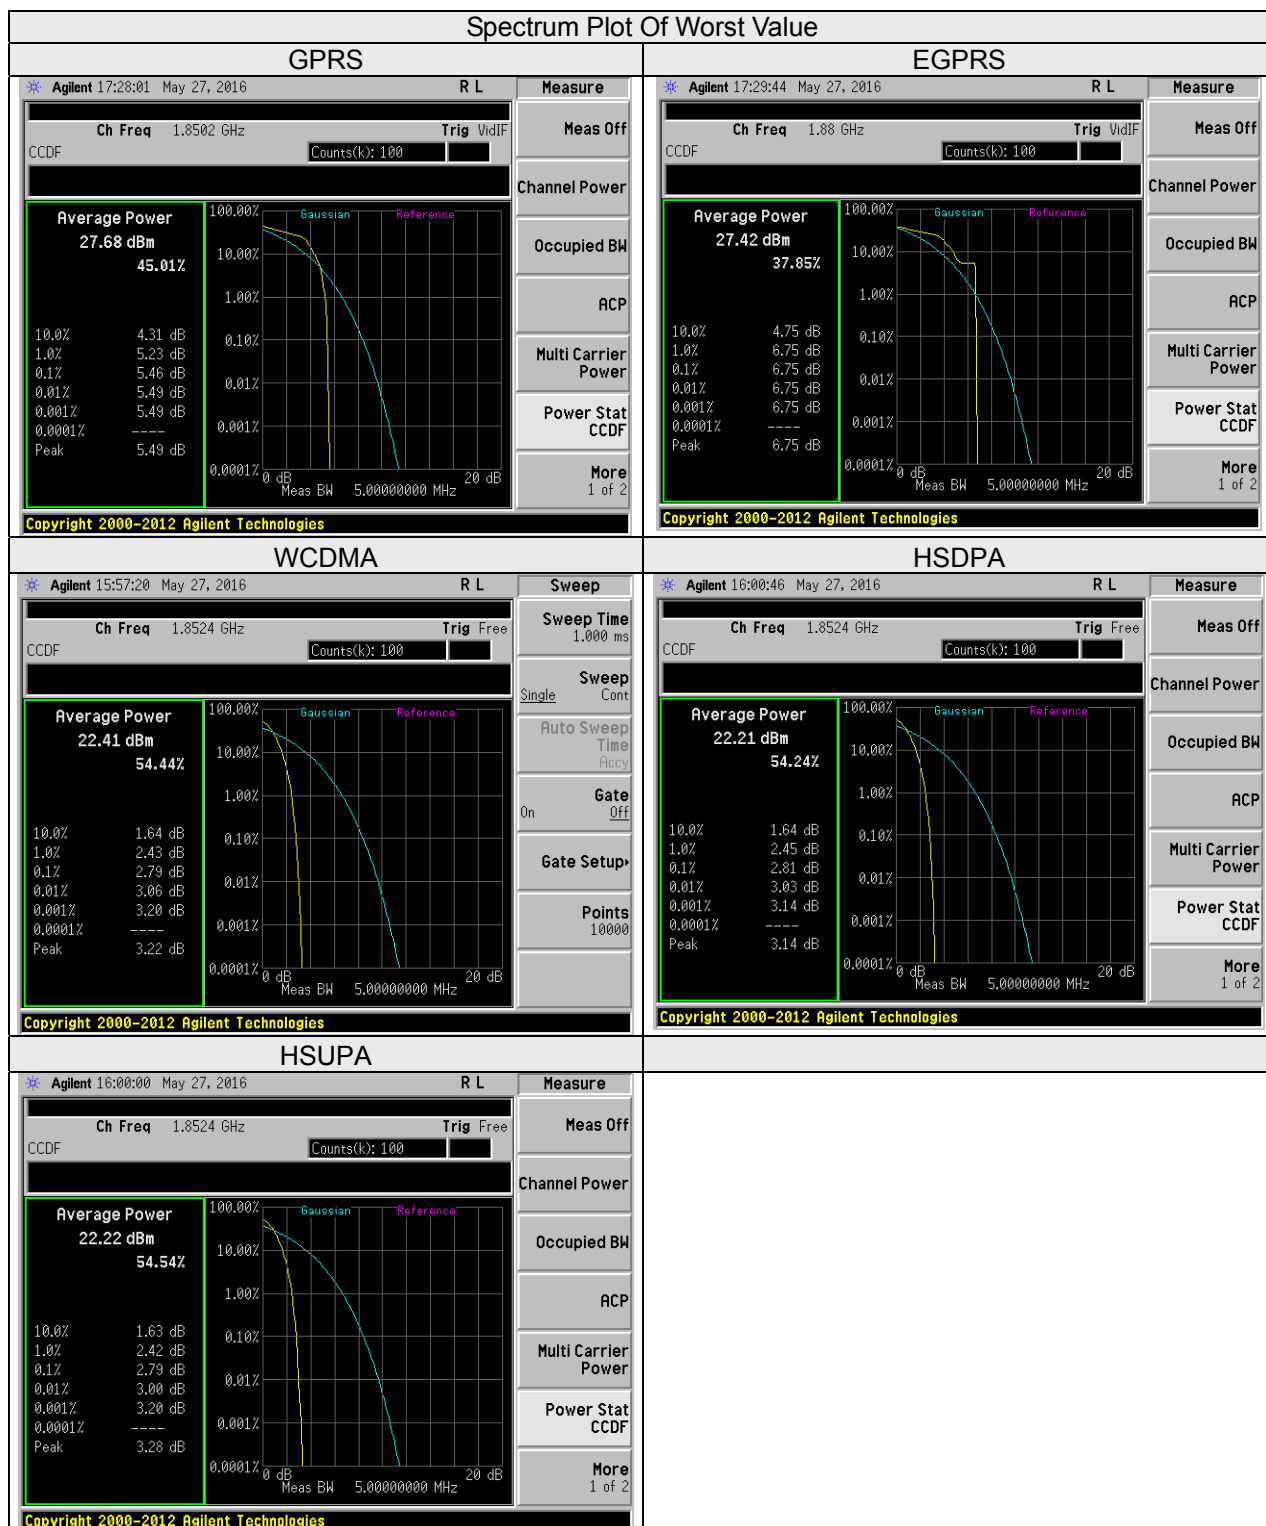 Spectrum Plot Of Worst Value
GPRS
Agilent 17:28:01 May 27, 2016 R L
Ch Freq 1.8502 GHz Trig VidIF
CCDF Counts(k): 100
Average Power
27.68 dBm
45.01%
10.0% 4.31 dB
1.0% 5.23 dB
0.1% 5.46 dB
0.01% 5.49 dB
0.001% 5.49 dB
0.0001% ----
Peak 5.49 dB
Gaussian Reference
100.00%
10.00%
1.00%
0.10%
0.01%
0.001%
0.0001%
0 dB 20 dB
Meas BW 5.00000000 MHz
Measure
Meas Off
Channel Power
Occupied BW
ACP
Multi Carrier
Power
Power Stat
CCDF
More
1 of 2
Copyright 2000-2012 Agilent Technologies
EGPRS
Agilent 17:29:44 May 27, 2016 R L
Ch Freq 1.88 GHz Trig VidIF
CCDF Counts(k): 100
Average Power
27.42 dBm
37.85%
10.0% 4.75 dB
1.0% 6.75 dB
0.1% 6.75 dB
0.01% 6.75 dB
0.001% 6.75 dB
0.0001% ----
Peak 6.75 dB
Gaussian Reference
100.00%
10.00%
1.00%
0.10%
0.01%
0.001%
0.0001%
0 dB 20 dB
Meas BW 5.00000000 MHz
Measure
Meas Off
Channel Power
Occupied BW
ACP
Multi Carrier
Power
Power Stat
CCDF
More
1 of 2
Copyright 2000-2012 Agilent Technologies
WCDMA
Agilent 15:57:20 May 27, 2016 R L
Ch Freq 1.8524 GHz Trig Free
CCDF Counts(k): 100
Average Power
22.41 dBm
54.44%
10.0% 1.64 dB
1.0% 2.43 dB
0.1% 2.79 dB
0.01% 3.06 dB
0.001% 3.20 dB
0.0001% ----
Peak 3.22 dB
Gaussian Reference
100.00%
10.00%
1.00%
0.10%
0.01%
0.001%
0.0001%
0 dB 20 dB
Meas BW 5.00000000 MHz
Sweep
Sweep Time
1.000 ms
Sweep
Single Cont
Auto Sweep
Time
Accy
Gate
On Off
Gate Setup
Points
10000
Copyright 2000-2012 Agilent Technologies
HSDPA
Agilent 16:00:46 May 27, 2016 R L
Ch Freq 1.8524 GHz Trig Free
CCDF Counts(k): 100
Average Power
22.21 dBm
54.24%
10.0% 1.64 dB
1.0% 2.45 dB
0.1% 2.81 dB
0.01% 3.03 dB
0.001% 3.14 dB
0.0001% ----
Peak 3.14 dB
Gaussian Reference
100.00%
10.00%
1.00%
0.10%
0.01%
0.001%
0.0001%
0 dB 20 dB
Meas BW 5.00000000 MHz
Measure
Meas Off
Channel Power
Occupied BW
ACP
Multi Carrier
Power
Power Stat
CCDF
More
1 of 2
Copyright 2000-2012 Agilent Technologies
HSUPA
Agilent 16:00:00 May 27, 2016 R L
Ch Freq 1.8524 GHz Trig Free
CCDF Counts(k): 100
Average Power
22.22 dBm
54.54%
10.0% 1.63 dB
1.0% 2.42 dB
0.1% 2.79 dB
0.01% 3.00 dB
0.001% 3.20 dB
0.0001% ----
Peak 3.28 dB
Gaussian Reference
100.00%
10.00%
1.00%
0.10%
0.01%
0.001%
0.0001%
0 dB 20 dB
Meas BW 5.00000000 MHz
Measure
Meas Off
Channel Power
Occupied BW
ACP
Multi Carrier
Power
Power Stat
CCDF
More
1 of 2
Copyright 2000-2012 Agilent Technologies